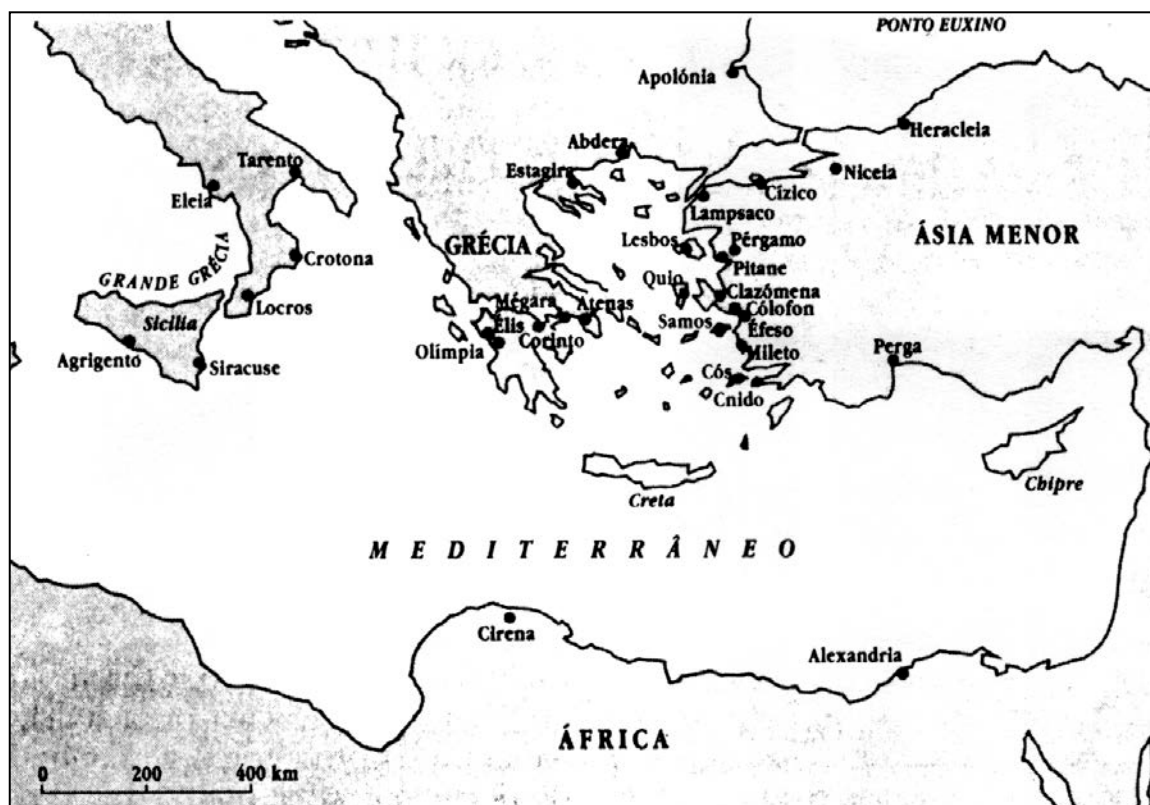 PONTO EUXINO
Apolónia
Heracleia
Abdera
Tarento
Estagira
Niceia
Cízico
Eleia
Lampsaco
GRÉCIA
Lesbos
Pérgamo
ÁSIA MENOR
Crotona
Pitane
GRANDE GRÉCIA
Quio
Clazómena
Locros
Mégara
Atenas
Cólofon
Sicília
Samos
Éfeso
Élis
Corinto
Olímpia
Mileto
Perga
Agrigento
Siracuse
Cós
Cnido
Creta
Chipre
MEDITERRÂNEO
Cirena
Alexandria
ÁFRICA
0 200 400 km